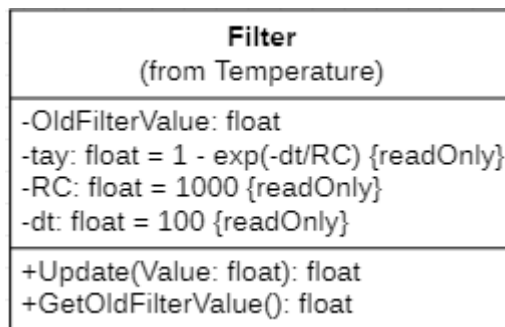 Filter
(from Temperature)
-OldFilterValue: float
-tay: float = 1 - exp(-dt/RC) {readOnly}
-RC: float = 1000 {readOnly}
-dt: float = 100 {readOnly}
+Update(Value: float): float
+GetOldFilterValue(): float